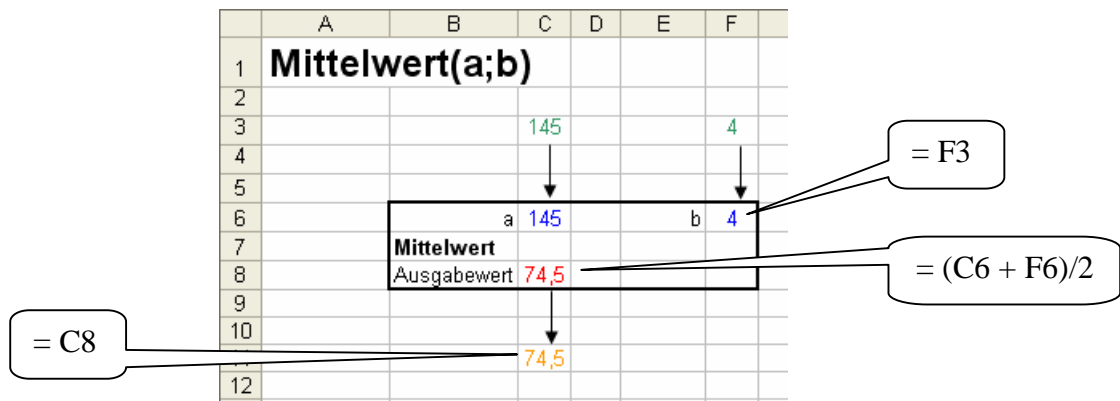 A B C D E F
1 Mittelwert(a;b)
2
3 145 4
4
= F3
5
6 a 145 b 4
7 Mittelwert
8 Ausgabewert 74,5
= (C6 + F6)/2
9
10
= C8
74,5
12